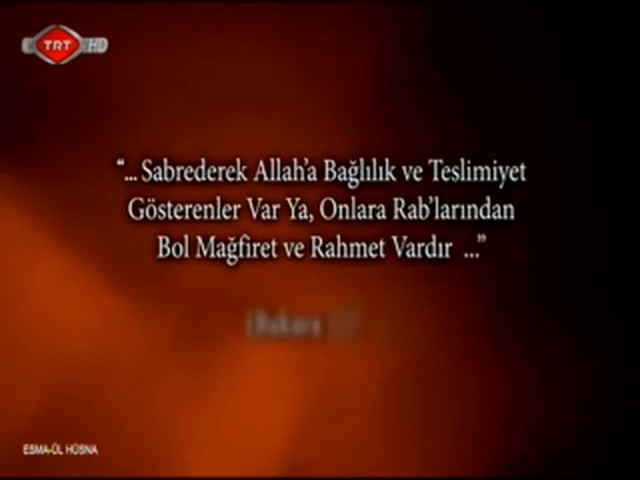 TRT HD
“... Sabrederek Allah’a Bağlılık ve Teslimiyet
Gösterenler Var Ya, Onlara Rab’larından
Bol Mağfiret ve Rahmet Vardır ...”
(Bakara
ESMA-ÜL HÜSNA